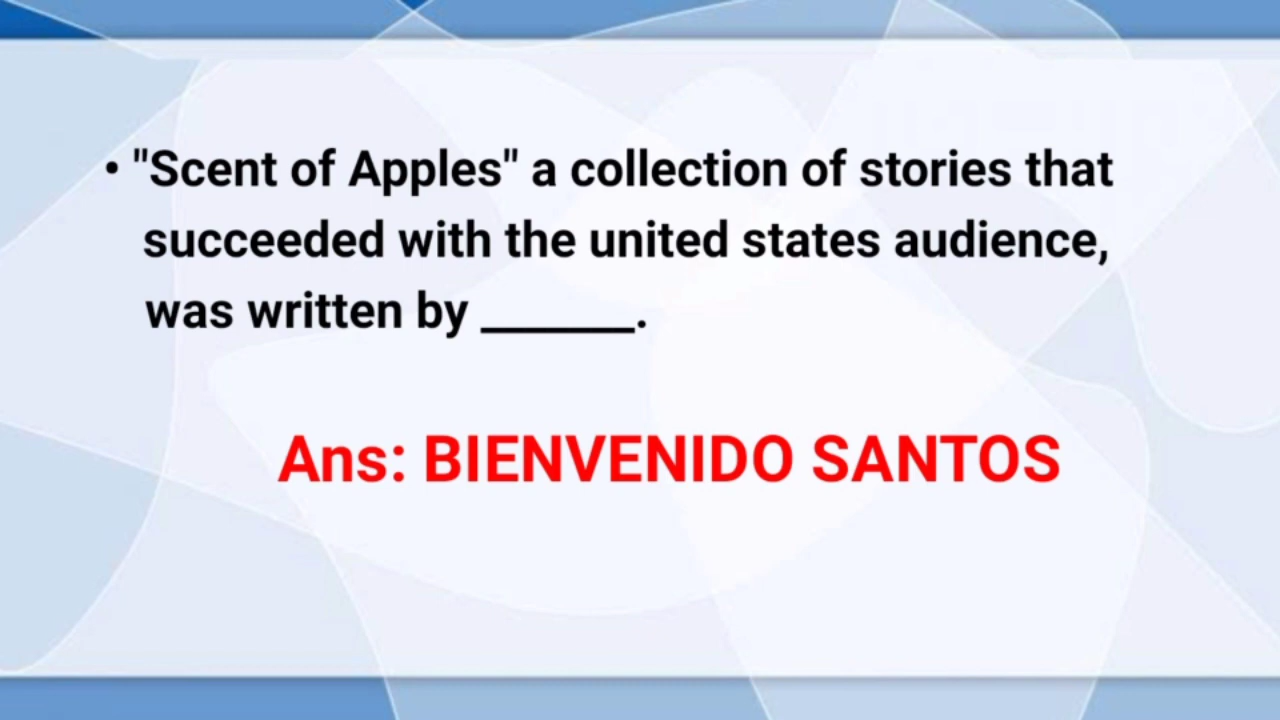 • "Scent of Apples" a collection of stories that
succeeded with the united states audience,
was written by _______.
Ans: BIENVENIDO SANTOS